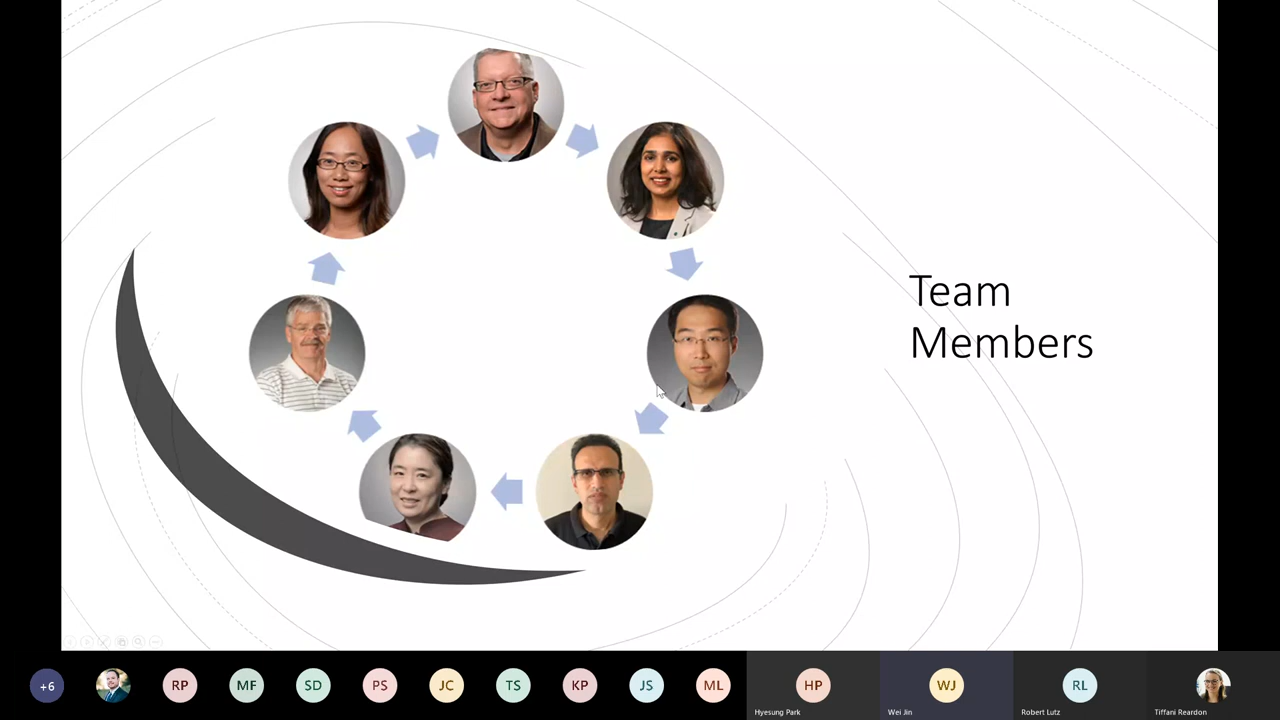 Team
Members
+6
RP
MF
SD
PS
JC
TS
KP
JS
ML
HP
WJ
RL
Hyesung Park
Wei Jin
Robert Lutz
Tiffani Reardon